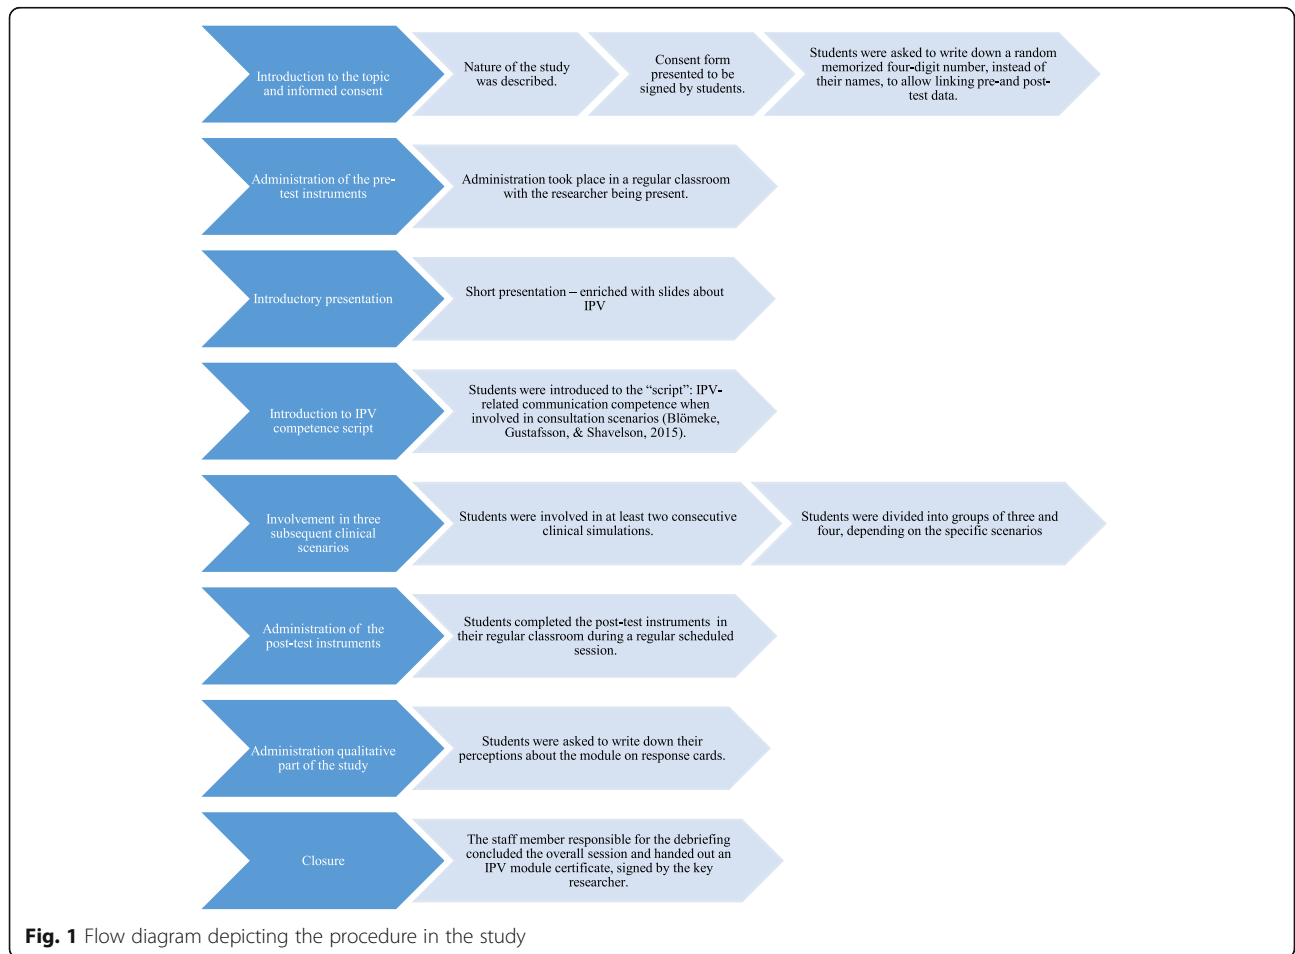 Introduction to the topic
and informed consent
Nature of the study
was described.
Consent form
presented to be
signed by students.
Students were asked to write down a random
memorized four-digit number, instead of
their names, to allow linking pre-and post-
test data.
Administration of the pre-
test instruments
Administration took place in a regular classroom
with the researcher being present.
Introductory presentation
Short presentation – enriched with slides about
IPV
Introduction to IPV
competence script
Students were introduced to the “script”: IPV-
related communication competence when
involved in consultation scenarios (Blömeke,
Gustafsson, & Shavelson, 2015).
Involvement in three
subsequent clinical
scenarios
Students were involved in at least two consecutive
clinical simulations.
Students were divided into groups of three and
four, depending on the specific scenarios
Administration of the
post-test instruments
Students completed the post-test instruments in
their regular classroom during a regular scheduled
session.
Administration qualitative
part of the study
Students were asked to write down their
perceptions about the module on response cards.
Closure
The staff member responsible for the debriefing
concluded the overall session and handed out an
IPV module certificate, signed by the key
researcher.
Fig. 1 Flow diagram depicting the procedure in the study